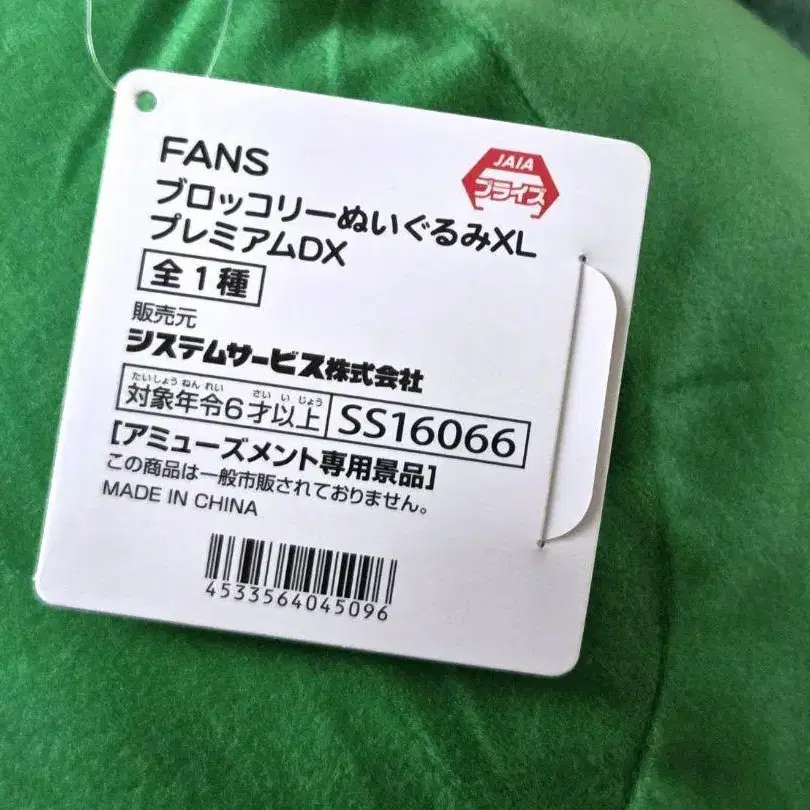 FANS
JAIA
プライズ
ブロッコリーぬいぐるみXL
プレミアムDX
全1種
販売元
システムサービス株式会社
たいしょうねんれい さいいじょう
対象年令6才以上 SS16066
[アミューズメント専用景品]
この商品は一般市販されておりません。
MADE IN CHINA
4533564045096